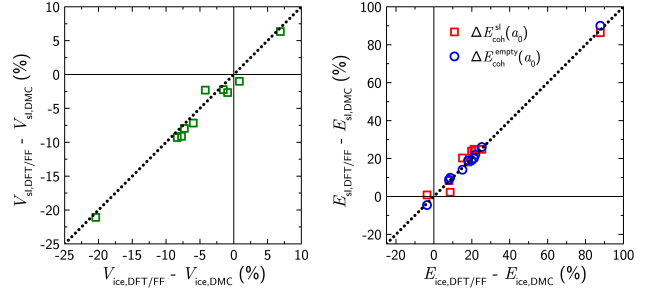 10
5
0
-5
-10
-15
-20
-25
-25 -20 -15 -10 -5 0 5 10
V_sl,DFT/FF - V_sl,DMC (%)
V_ice,DFT/FF - V_ice,DMC (%)
100
80
60
40
20
0
-20
-20 0 20 40 60 80 100
E_sl,DFT/FF - E_sl,DMC (%)
E_ice,DFT/FF - E_ice,DMC (%)
ΔE_coh^sl(a_0)
ΔE_coh^empty(a_0)